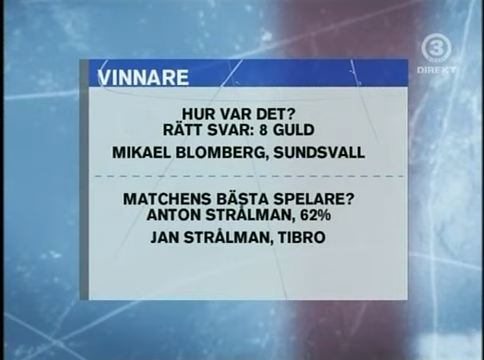 3
DIREKT
VINNARE
HUR VAR DET?
RÄTT SVAR: 8 GULD
MIKAEL BLOMBERG, SUNDSVALL
MATCHENS BÄSTA SPELARE?
ANTON STRÅLMAN, 62%
JAN STRÅLMAN, TIBRO